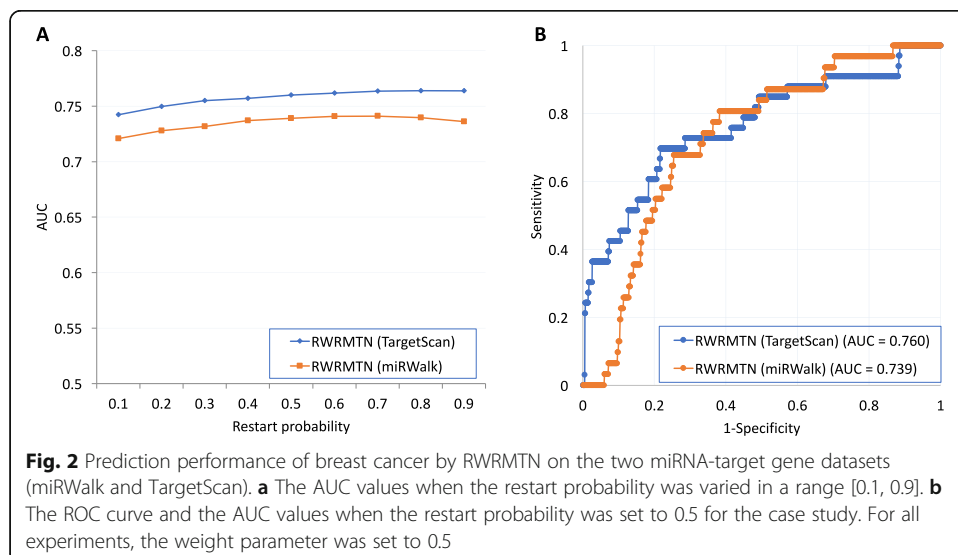 A
0.8
0.75
0.7
0.65
0.6
0.55
0.5
AUC
0.1 0.2 0.3 0.4 0.5 0.6 0.7 0.8 0.9
Restart probability
RWRMTN (TargetScan)
RWRMTN (miRWalk)
B
1
0.8
0.6
0.4
0.2
0
Sensitivity
0 0.2 0.4 0.6 0.8 1
1-Specificity
RWRMTN (TargetScan) (AUC = 0.760)
RWRMTN (miRWalk) (AUC = 0.739)
Fig. 2 Prediction performance of breast cancer by RWRMTN on the two miRNA-target gene datasets
(miRWalk and TargetScan). a The AUC values when the restart probability was varied in a range [0.1, 0.9]. b
The ROC curve and the AUC values when the restart probability was set to 0.5 for the case study. For all
experiments, the weight parameter was set to 0.5